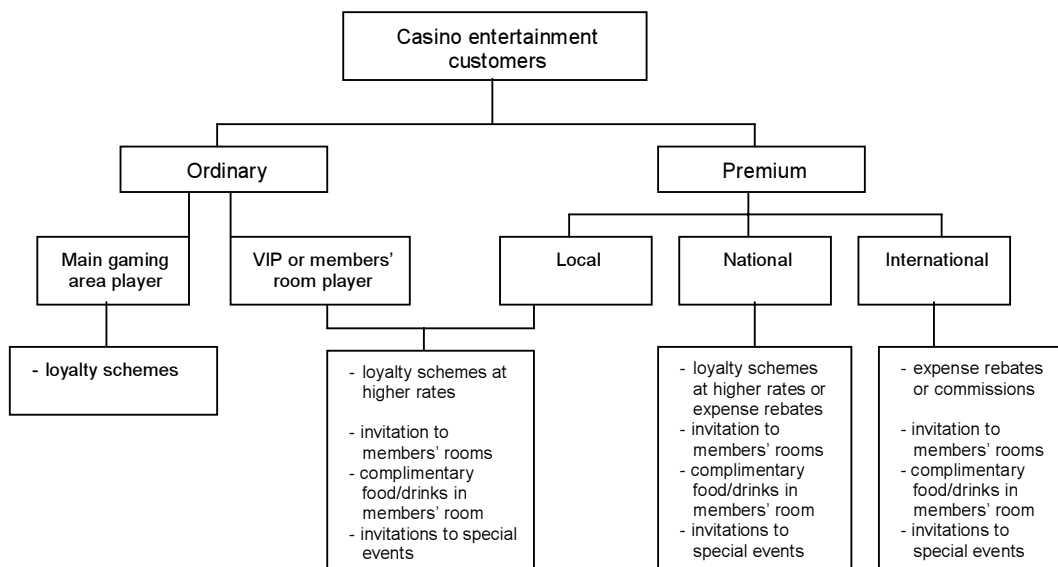 Casino entertainment
customers
Ordinary
Premium
Main gaming
area player
VIP or members’
room player
Local
National
International
- loyalty schemes
- loyalty schemes at
higher rates
- invitation to
members’ rooms
- complimentary
food/drinks in
members’ room
- invitations to special
events
- loyalty schemes
at higher rates or
expense rebates
- invitation to
members’ rooms
- complimentary
food/drinks in
members’ room
- invitations to
special events
- expense rebates
or commissions
- invitation to
members’ rooms
- complimentary
food/drinks in
members’ room
- invitations to
special events